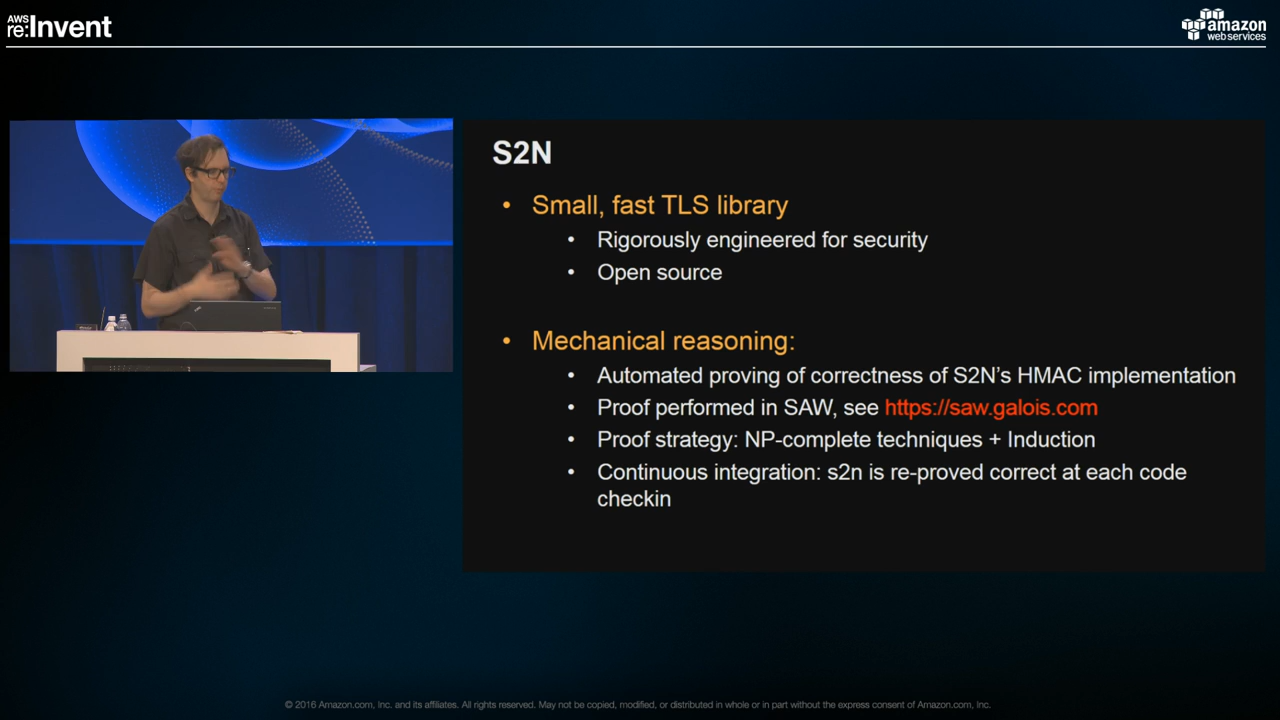 AWS
re:Invent
amazon
web services
S2N
• Small, fast TLS library
• Rigorously engineered for security
• Open source
• Mechanical reasoning:
• Automated proving of correctness of S2N's HMAC implementation
• Proof performed in SAW, see https://saw.galois.com
• Proof strategy: NP-complete techniques + Induction
• Continuous integration: s2n is re-proved correct at each code
checkin
© 2016 Amazon.com, Inc. and its affiliates. All rights reserved. May not be copied, modified, or distributed in whole or in part without the express consent of Amazon.com, Inc.